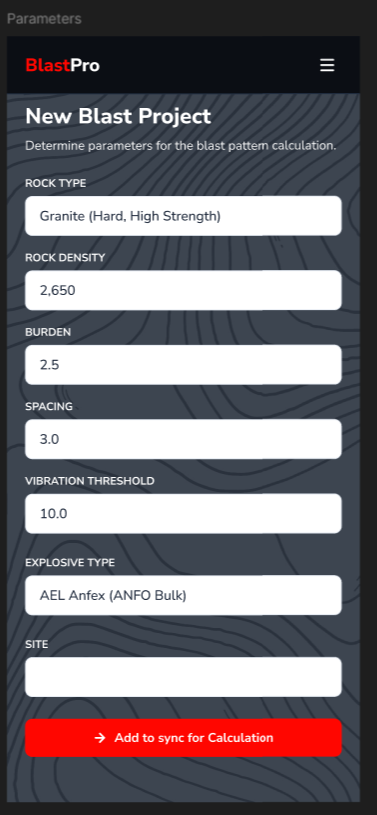 Parameters
BlastPro
New Blast Project
Determine parameters for the blast pattern calculation.
ROCK TYPE
Granite (Hard, High Strength)
ROCK DENSITY
2,650
BURDEN
2.5
SPACING
3.0
VIBRATION THRESHOLD
10.0
EXPLOSIVE TYPE
AEL Anfex (ANFO Bulk)
SITE
→ Add to sync for Calculation